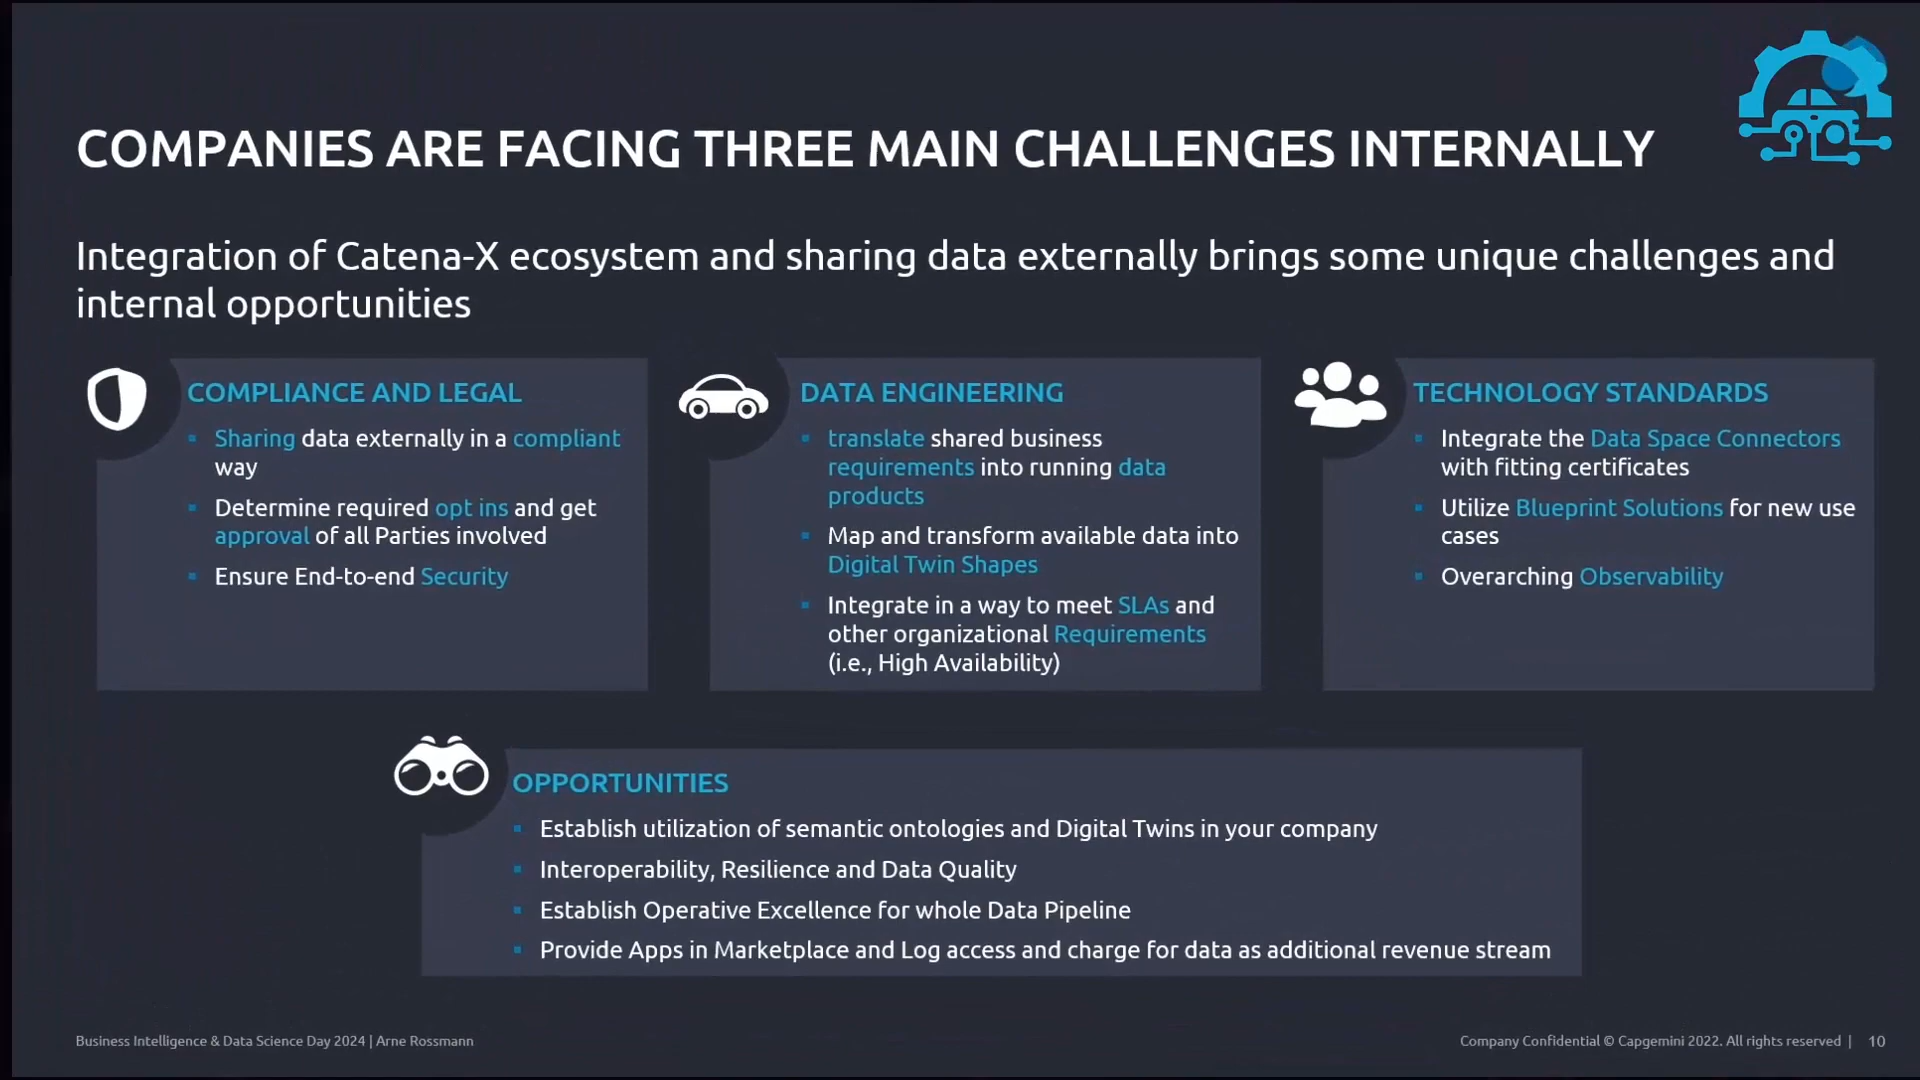 COMPANIES ARE FACING THREE MAIN CHALLENGES INTERNALLY
Integration of Catena-X ecosystem and sharing data externally brings some unique challenges and
internal opportunities
COMPLIANCE AND LEGAL
Sharing data externally in a compliant
way
Determine required opt ins and get
approval of all Parties involved
Ensure End-to-end Security
DATA ENGINEERING
translate shared business
requirements into running data
products
Map and transform available data into
Digital Twin Shapes
Integrate in a way to meet SLAs and
other organizational Requirements
(i.e., High Availability)
TECHNOLOGY STANDARDS
Integrate the Data Space Connectors
with fitting certificates
Utilize Blueprint Solutions for new use
cases
Overarching Observability
OPPORTUNITIES
Establish utilization of semantic ontologies and Digital Twins in your company
Interoperability, Resilience and Data Quality
Establish Operative Excellence for whole Data Pipeline
Provide Apps in Marketplace and Log access and charge for data as additional revenue stream
Business Intelligence & Data Science Day 2024 | Arne Rossmann
Company Confidential © Capgemini 2022. All rights reserved | 10